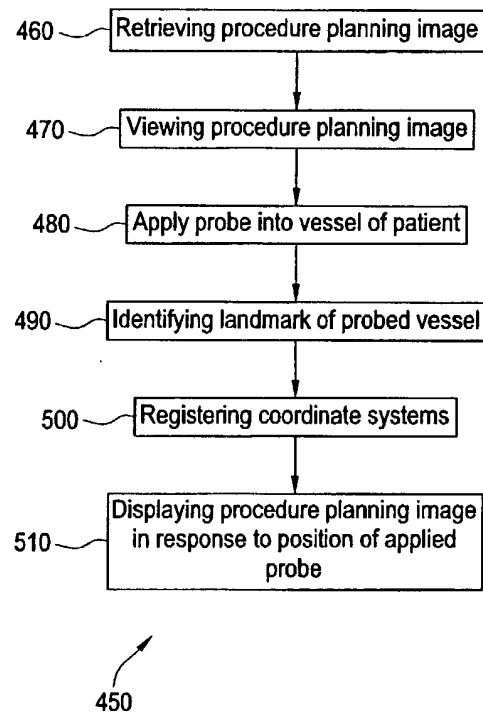 460 Retrieving procedure planning image
470 Viewing procedure planning image
480 Apply probe into vessel of patient
490 Identifying landmark of probed vessel
500 Registering coordinate systems
Displaying procedure planning image
510 in response to position of applied
probe
450